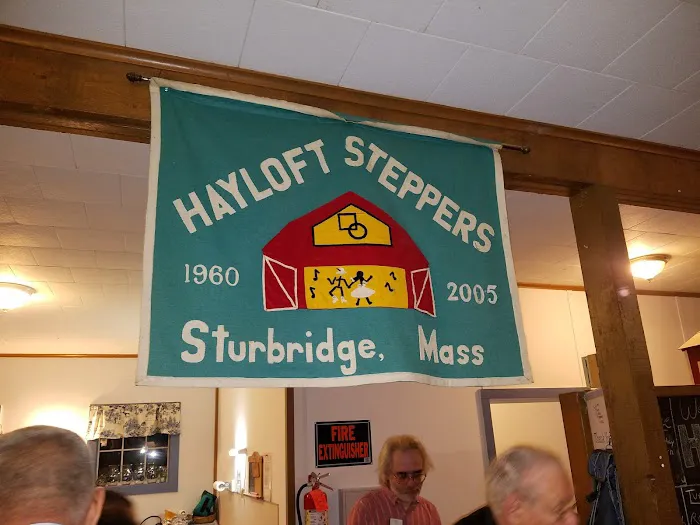 HAYLOFT STEPPERS
1960 2005
Sturbridge, Mass
FIRE
EXTINGUISHER